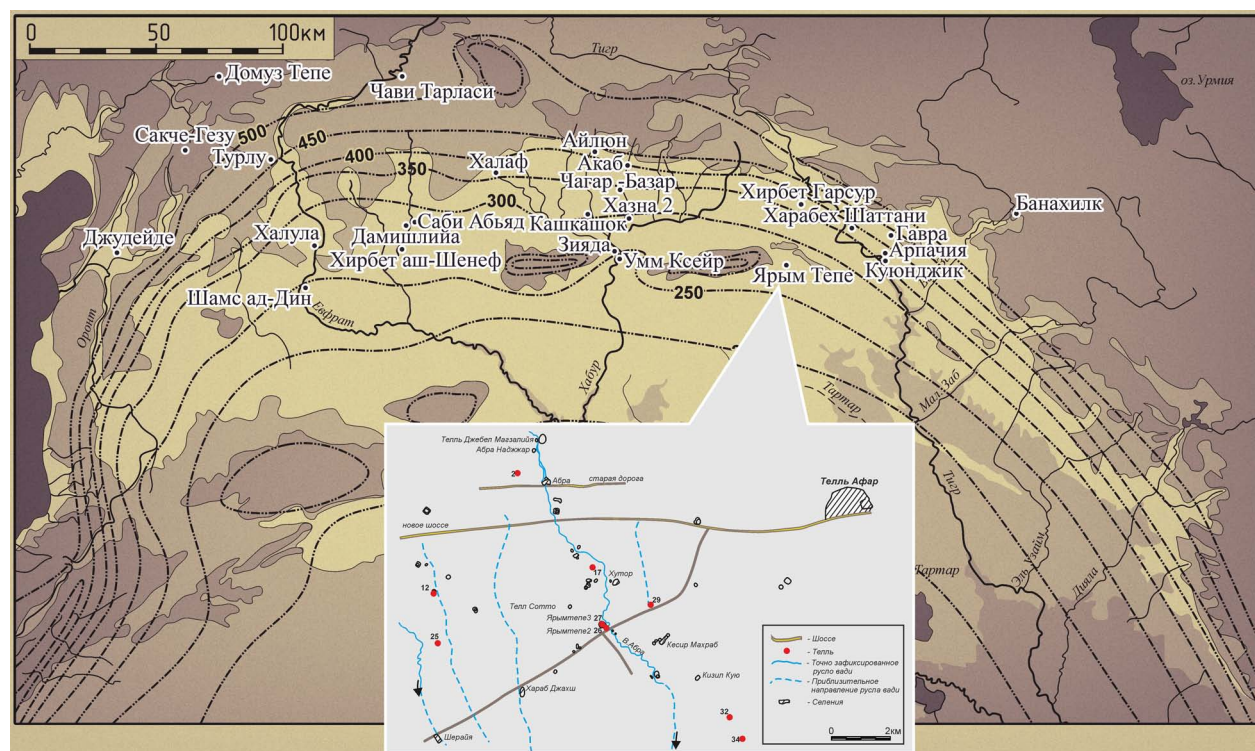 0 50 100км
Тигр
Домуз Тепе
Чави Тарласи
оз.Урмия
Сакче-Гезу
500
450
Турлу
400
350
Айлюн
Акаб
Халаф
Чагар -Базар
Хирбет Гарсур
300
Хазна 2
Харабех Шаттани
Банахилк
Саби Абьяд
Кашкашок
Гавра
Джудейде
Халула
Дамишлийа
Зияда
Арпачия
Хирбет аш-Шенеф
Умм Ксейр
Куюнджик
Ярым Тепе
Шамс ад-Дин
250
Оронт
Евфрат
Хабур
Тартар
Мал.Заб
Тигр
Эль-Узайм
Дияла
Тартар
Телль Джебел Магзалийя
Абра Наджжар
2
Абра
старая дорога
Телль Афар
новое шоссе
17
Хутор
12
29
Телл Сотто
Ярымтепе3
27
Ярымтепе2
26
В.Абра
25
Кесир Махраб
Кизил Кую
Хараб Джахш
32
34
Шерайя
- Шоссе
- Телль
- Точно зафиксированное
русло вади
- Приблизительное
направление русла вади
- Селения
0 2км